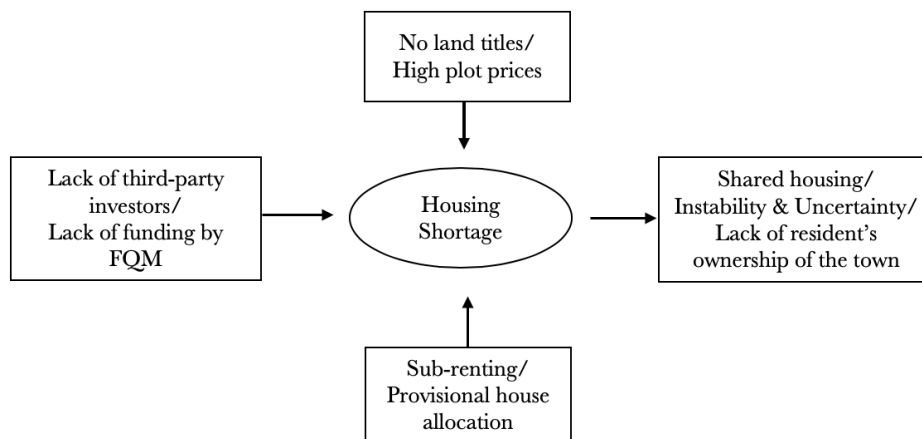 No land titles/
High plot prices
Lack of third-party
investors/
Lack of funding by
FQM
Housing
Shortage
Shared housing/
Instability & Uncertainty/
Lack of resident’s
ownership of the town
Sub-renting/
Provisional house
allocation